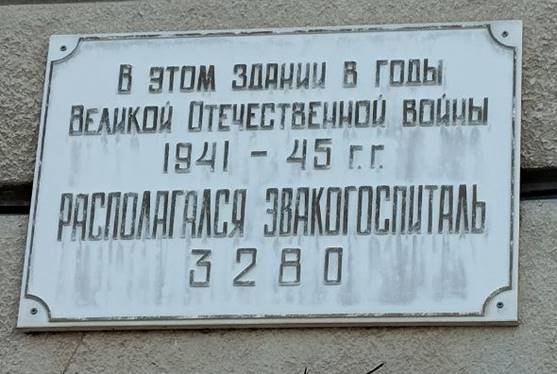 В ЭТОМ ЗДАНИИ В ГОДЫ
ВЕЛИКОЙ ОТЕЧЕСТВЕННОЙ ВОЙНЫ
1941 - 45 г.г.
РАСПОЛАГАЛСЯ ЭВАКОГОСПИТАЛЬ
3280